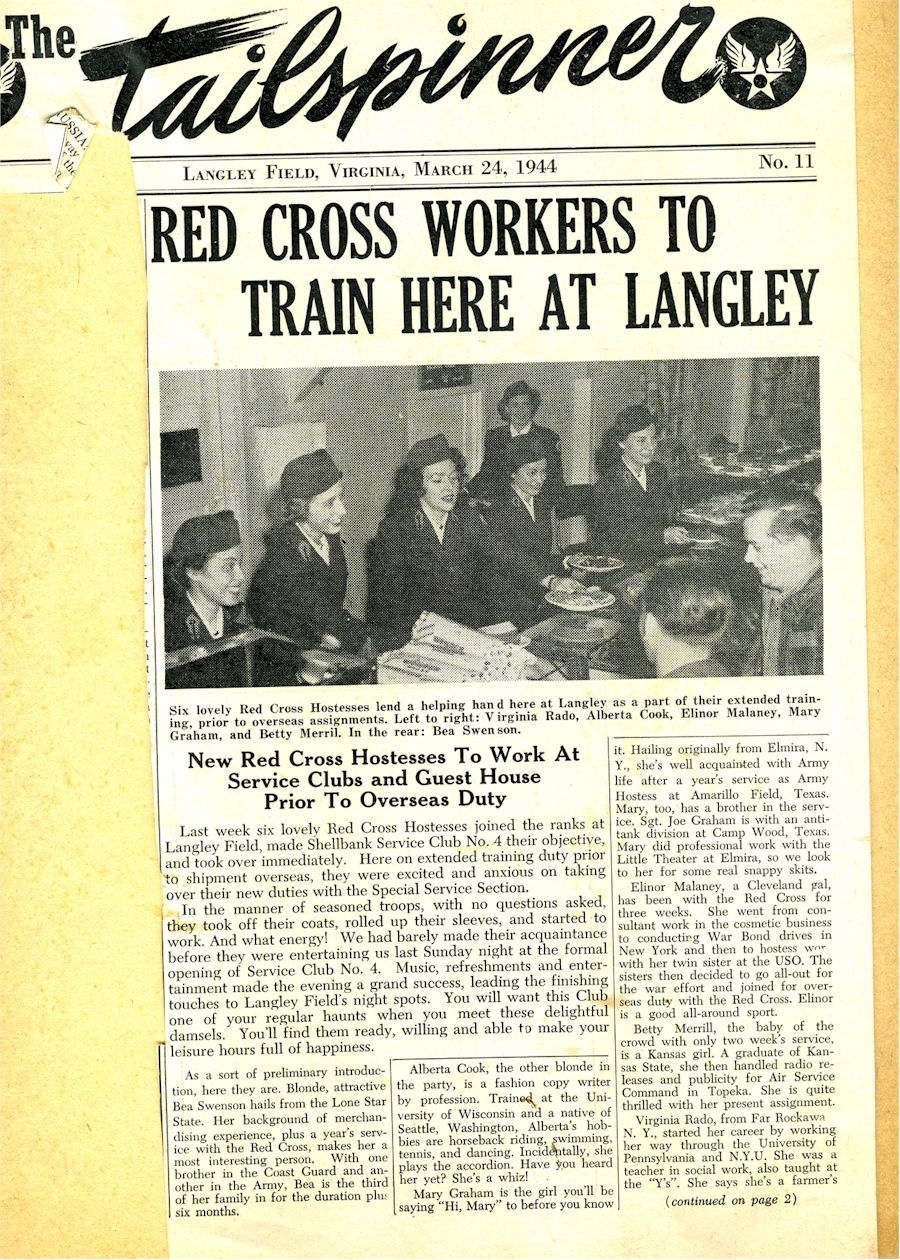 The Tailspinner
RUSSIA
way
the
Langley Field, Virginia, March 24, 1944
No. 11
RED CROSS WORKERS TO
TRAIN HERE AT LANGLEY
Six lovely Red Cross Hostesses lend a helping hand here at Langley as a part of their extended train-
ing, prior to overseas assignments. Left to right: Virginia Rado, Alberta Cook, Elinor Malaney, Mary
Graham, and Betty Merril. In the rear: Bea Swenson.
New Red Cross Hostesses To Work At
Service Clubs and Guest House
Prior To Overseas Duty
Last week six lovely Red Cross Hostesses joined the ranks at
Langley Field, made Shellbank Service Club No. 4 their objective,
and took over immediately. Here on extended training duty prior
to shipment overseas, they were excited and anxious on taking
over their new duties with the Special Service Section.
In the manner of seasoned troops, with no questions asked,
they took off their coats, rolled up their sleeves, and started to
work. And what energy! We had barely made their acquaintance
before they were entertaining us last Sunday night at the formal
opening of Service Club No. 4. Music, refreshments and enter-
tainment made the evening a grand success, leading the finishing
touches to Langley Field's night spots. You will want this Club
one of your regular haunts when you meet these delightful
damsels. You'll find them ready, willing and able to make your
leisure hours full of happiness.
As a sort of preliminary introduc-
tion, here they are. Blonde, attractive
Bea Swenson hails from the Lone Star
State. Her background of merchan-
dising experience, plus a year's serv-
ice with the Red Cross, makes her a
most interesting person. With one
brother in the Coast Guard and an-
other in the Army, Bea is the third
of her family in for the duration plus
six months.
Alberta Cook, the other blonde in
the party, is a fashion copy writer
by profession. Trained at the Uni-
versity of Wisconsin and a native of
Seattle, Washington, Alberta's hob-
bies are horseback riding, swimming,
tennis, and dancing. Incidentally, she
plays the accordion. Have you heard
her yet? She's a whiz!
Mary Graham is the girl you'll be
saying "Hi, Mary" to before you know
it. Hailing originally from Elmira, N.
Y., she's well acquainted with Army
life after a year's service as Army
Hostess at Amarillo Field, Texas.
Mary, too, has a brother in the serv-
ice. Sgt. Joe Graham is with an anti-
tank division at Camp Wood, Texas.
Mary did professional work with the
Little Theater at Elmira, so we look
to her for some real snappy skits.
Elinor Malaney, a Cleveland gal,
has been with the Red Cross for
three weeks. She went from con-
sultant work in the cosmetic business
to conducting War Bond drives in
New York and then to hostess wor
with her twin sister at the USO. The
sisters then decided to go all-out for
the war effort and joined for over-
seas duty with the Red Cross. Elinor
is a good all-around sport.
Betty Merrill, the baby of the
crowd with only two week's service,
is a Kansas girl. A graduate of Kan-
sas State, she then handled radio re-
leases and publicity for Air Service
Command in Topeka. She is quite
thrilled with her present assignment.
Virginia Rado, from Far Rockawa
N. Y., started her career by working
her way through the University of
Pennsylvania and N.Y.U. She was a
teacher in social work, also taught at
the "Y's". She says she's a farmer's
(continued on page 2)